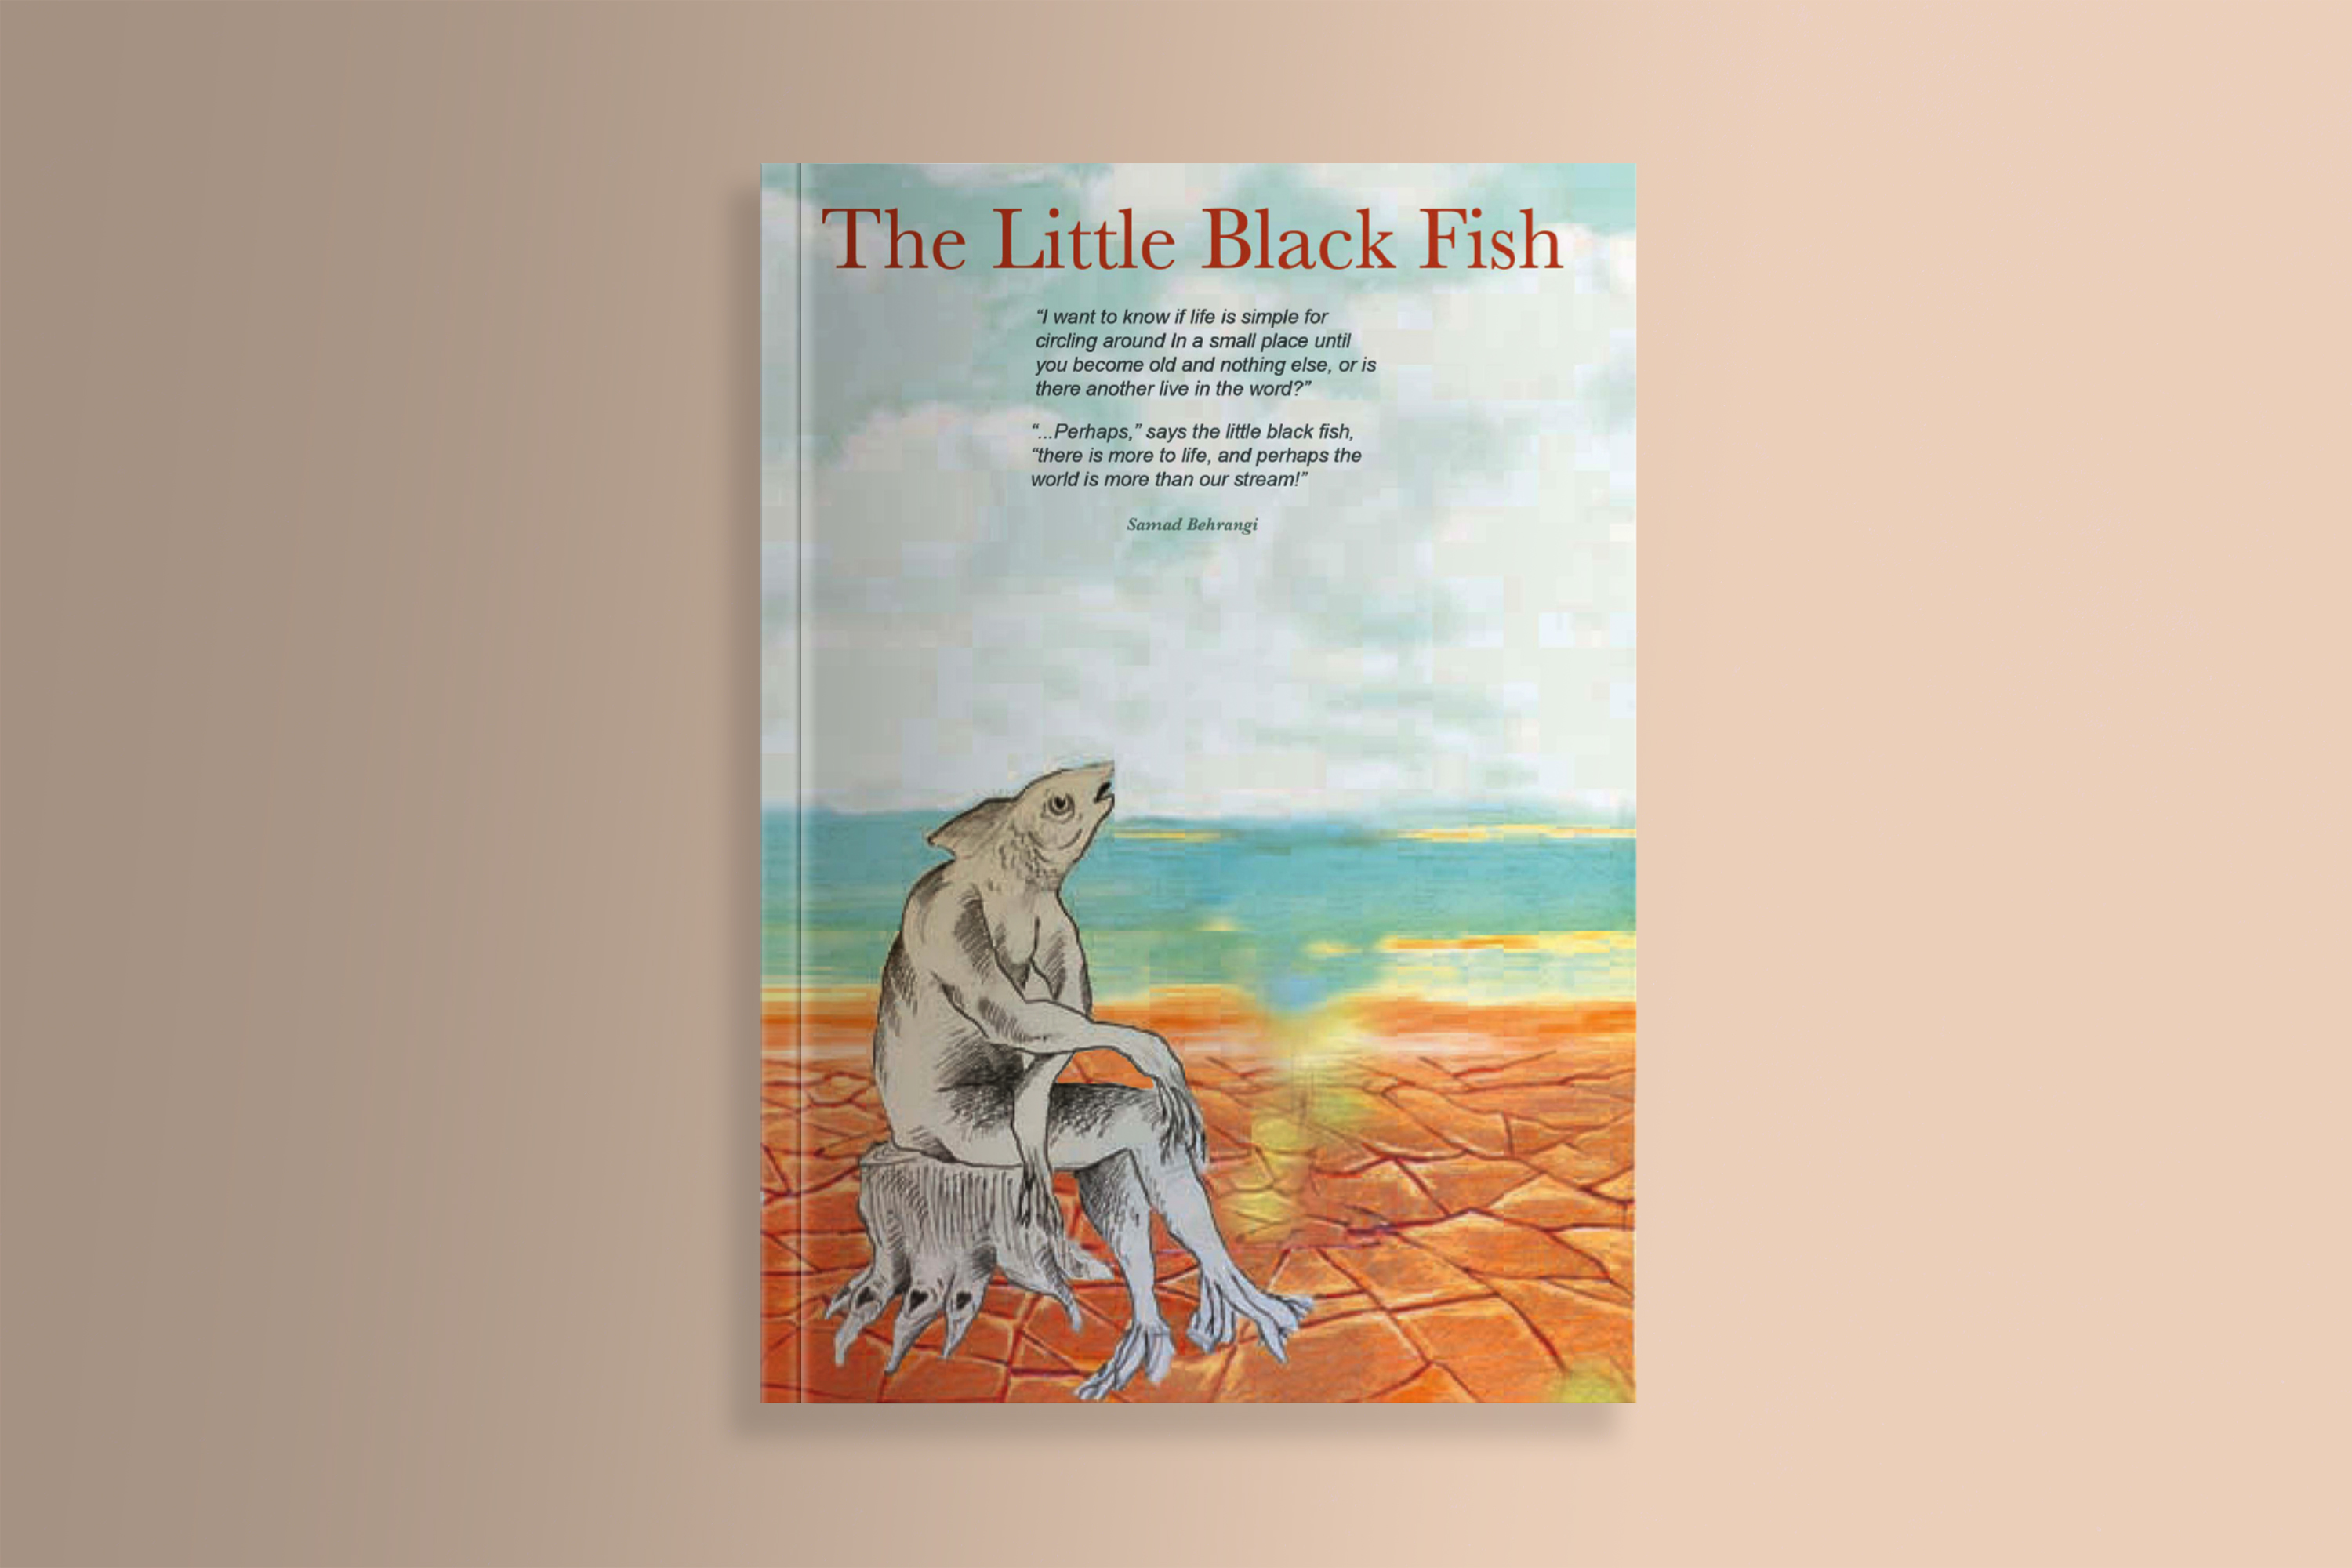 The Little Black Fish
“I want to know if life is simple for
circling around In a small place until
you become old and nothing else, or is
there another live in the word?”
“...Perhaps,” says the little black fish,
“there is more to life, and perhaps the
world is more than our stream!”
Samad Behrangi